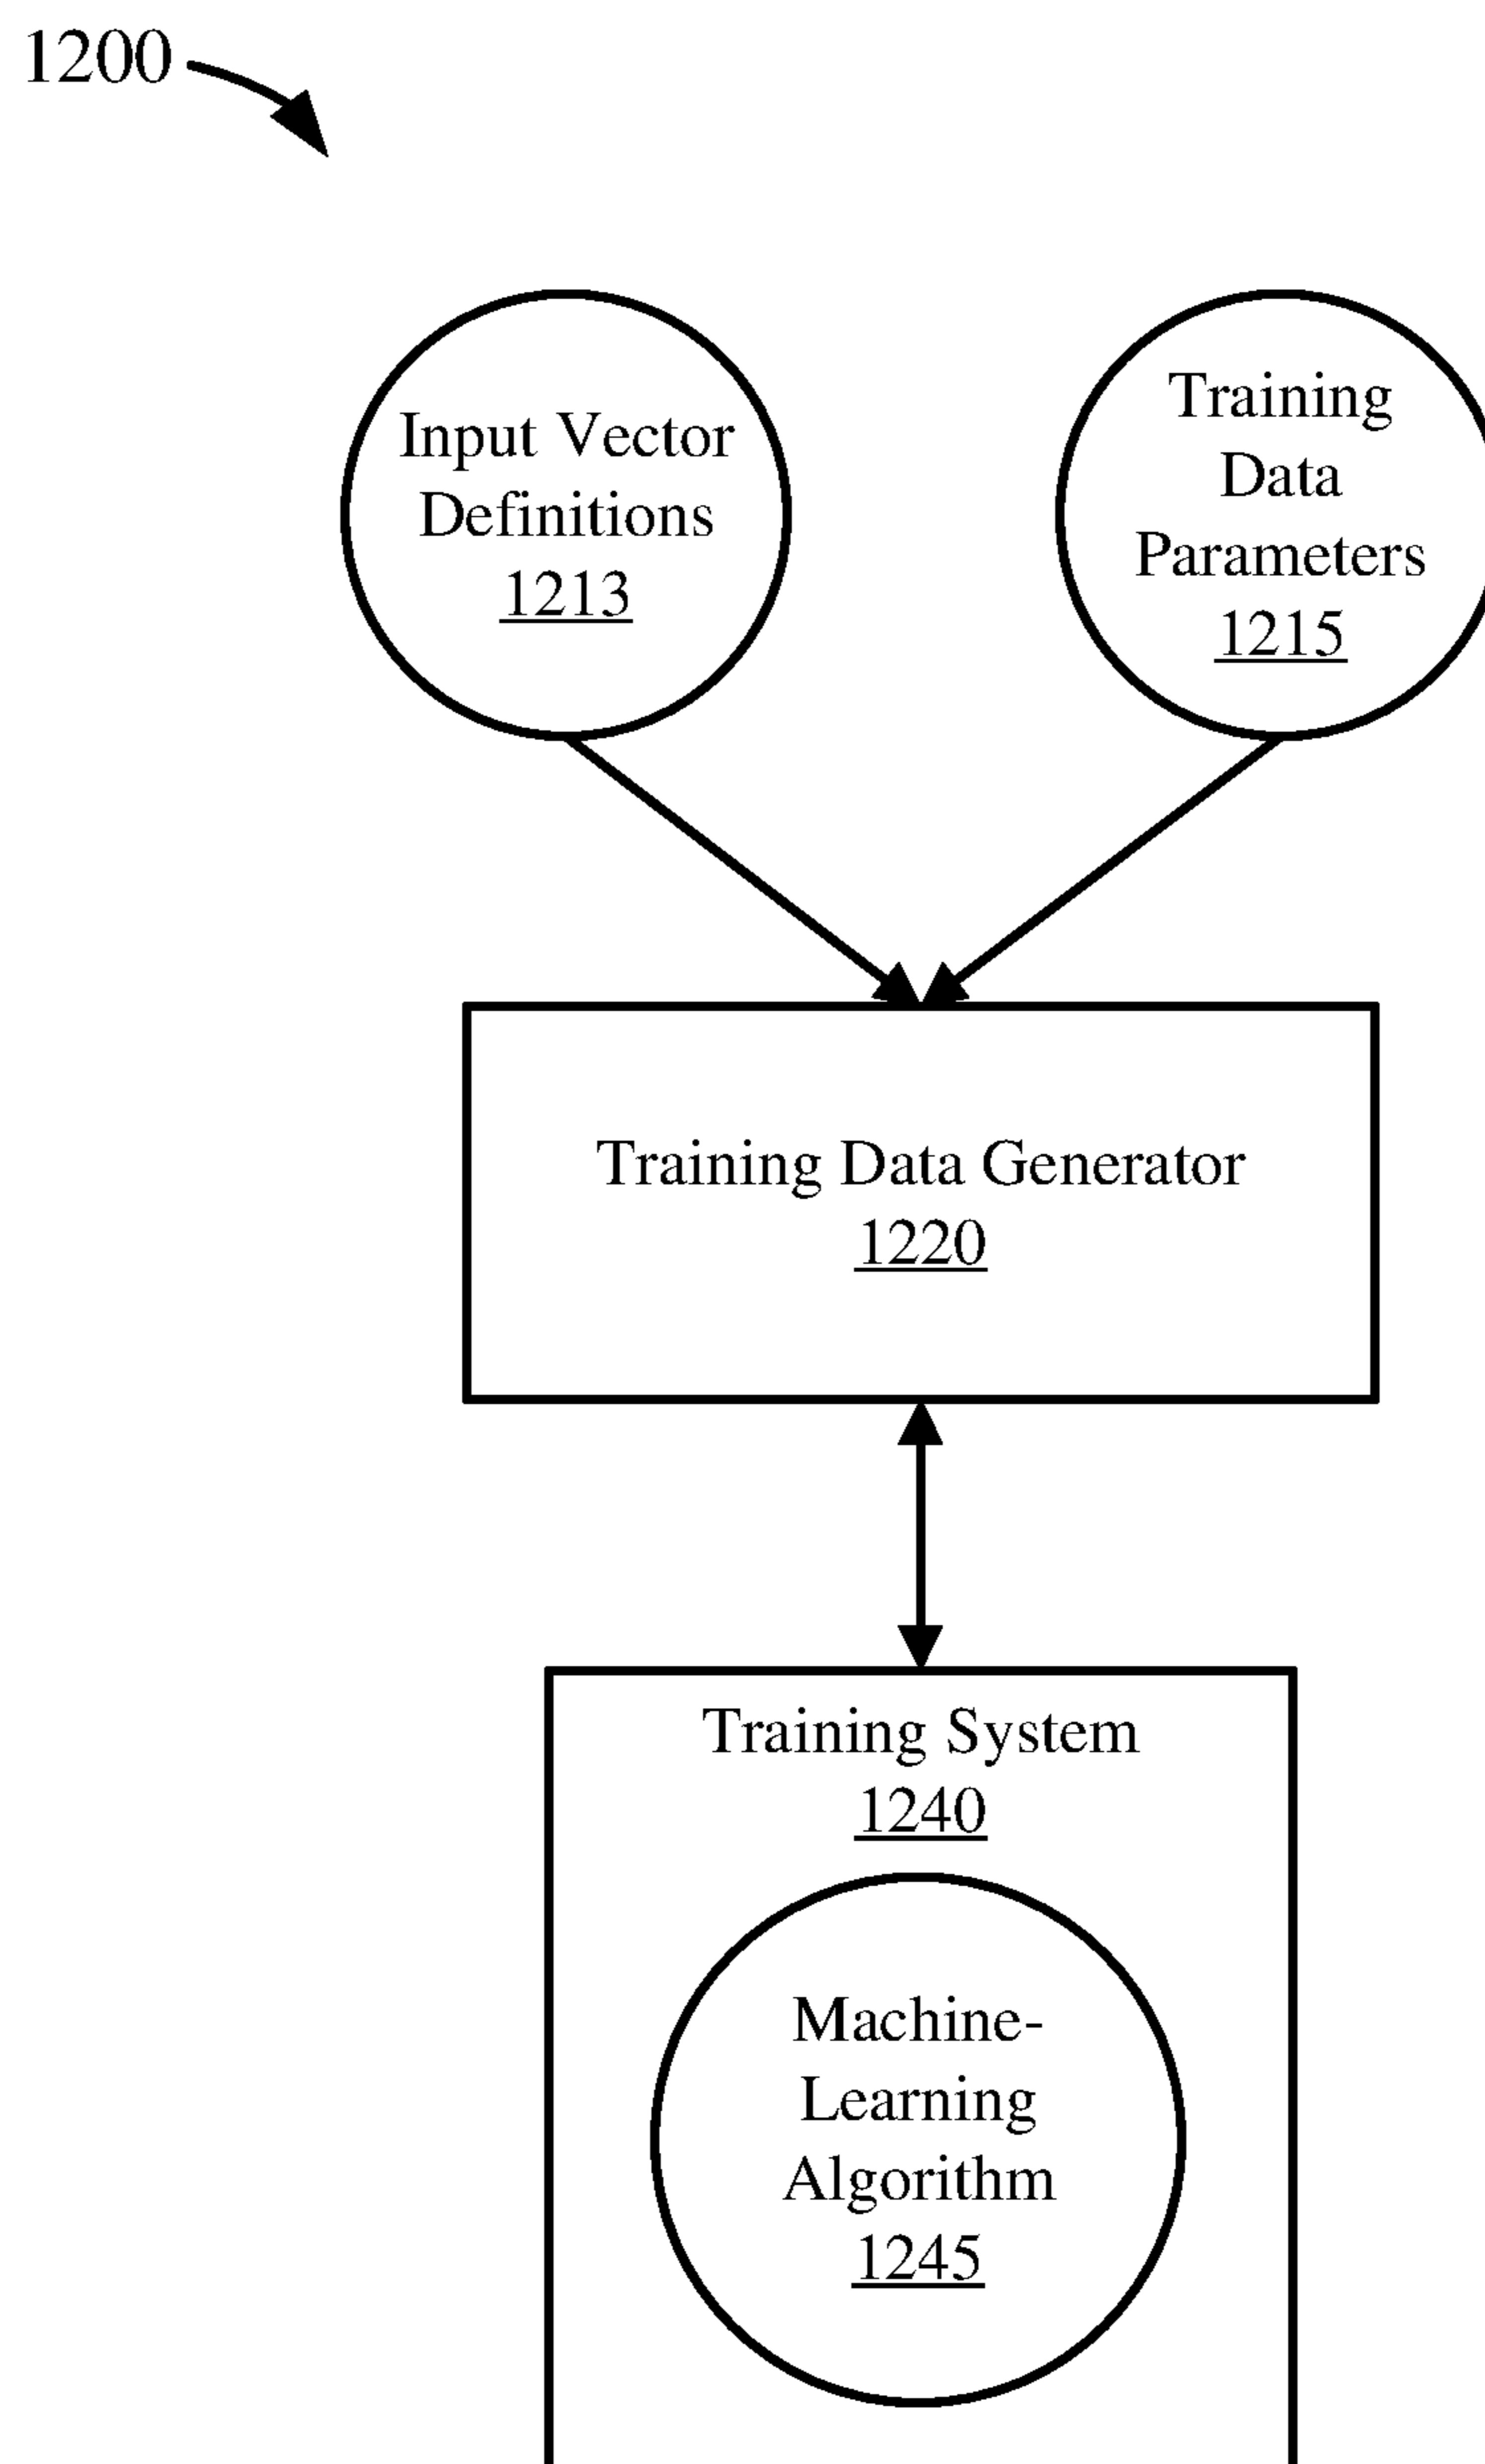 1200
Input Vector
Definitions
1213
Training
Data
Parameters
1215
Training Data Generator
1220
Training System
1240
Machine-
Learning
Algorithm
1245